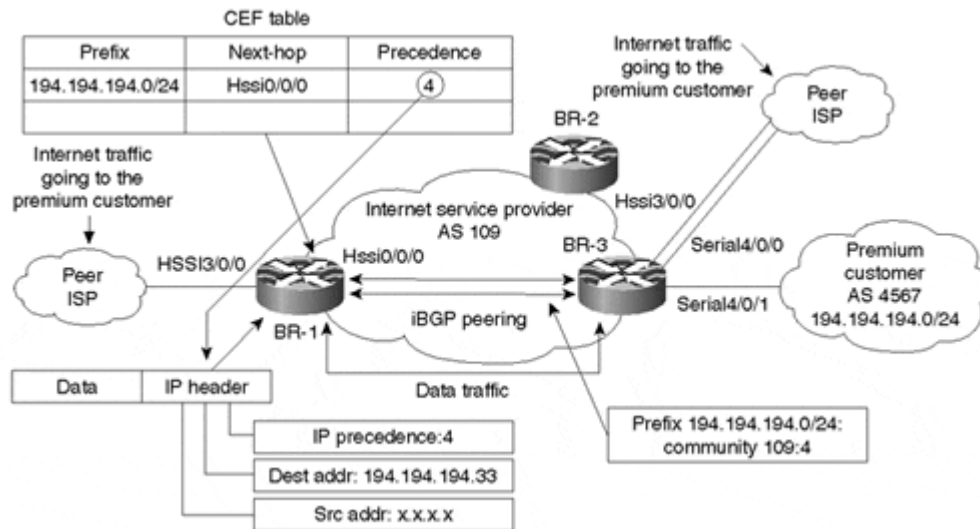 CEF table
Prefix Next-hop Precedence
194.194.194.0/24 Hssi0/0/0 4
Internet traffic
going to the
premium customer
Peer
ISP
BR-2
Internet traffic
going to the
premium customer
Peer
ISP
HSSI3/0/0
BR-1
Hssi0/0/0
Internet service provider
AS 109
BR-3
Hssi3/0/0
Serial4/0/0
Serial4/0/1
Premium
customer
AS 4567
194.194.194.0/24
iBGP peering
Data traffic
Data IP header
IP precedence:4
Dest addr: 194.194.194.33
Src addr: x.x.x.x
Prefix 194.194.194.0/24:
community 109:4